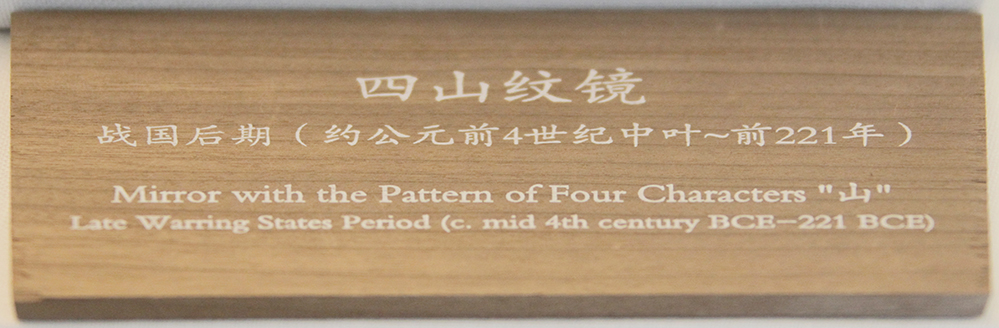 四山纹镜
战国后期（约公元前4世纪中叶~前221年）
Mirror with the Pattern of Four Characters "山"
Late Warring States Period (c. mid 4th century BCE—221 BCE)